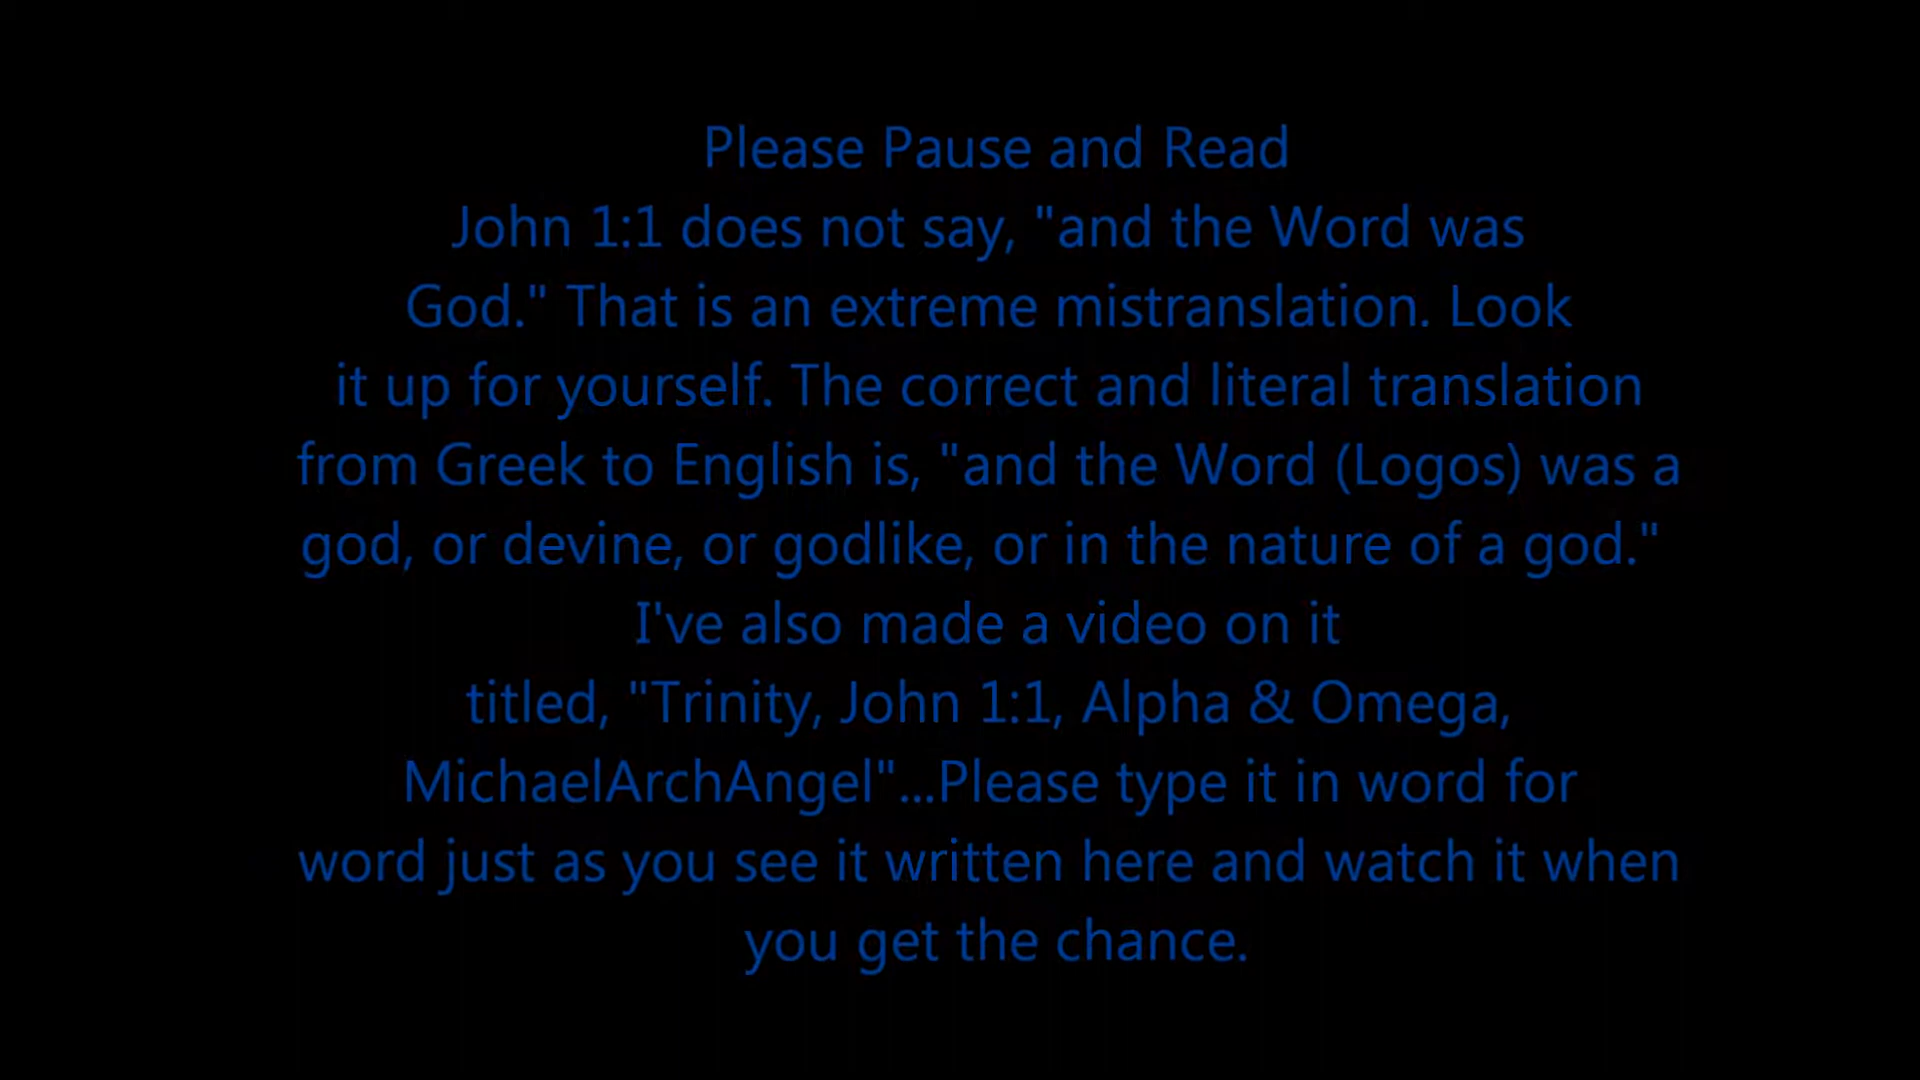 Please Pause and Read
John 1:1 does not say, "and the Word was
God." That is an extreme mistranslation. Look
it up for yourself. The correct and literal translation
from Greek to English is, "and the Word (Logos) was a
god, or devine, or godlike, or in the nature of a god."
I've also made a video on it
titled, "Trinity, John 1:1, Alpha & Omega,
MichaelArchAngel"...Please type it in word for
word just as you see it written here and watch it when
you get the chance.